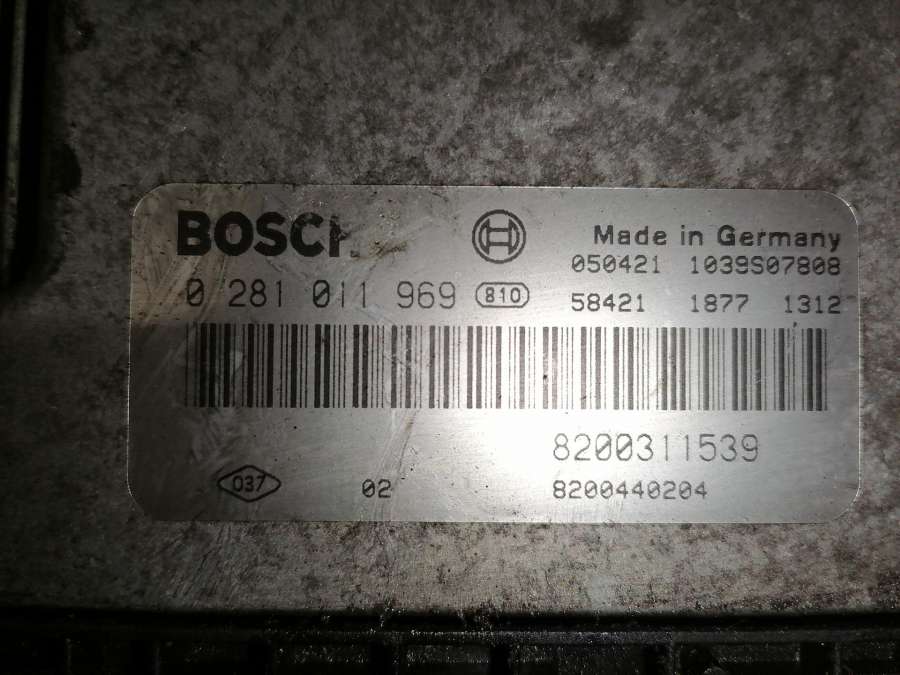 BOSCH
Made in Germany
050421 1039S07808
0 281 011 969 810
58421 1877 1312
8200311539
037 02 8200440204